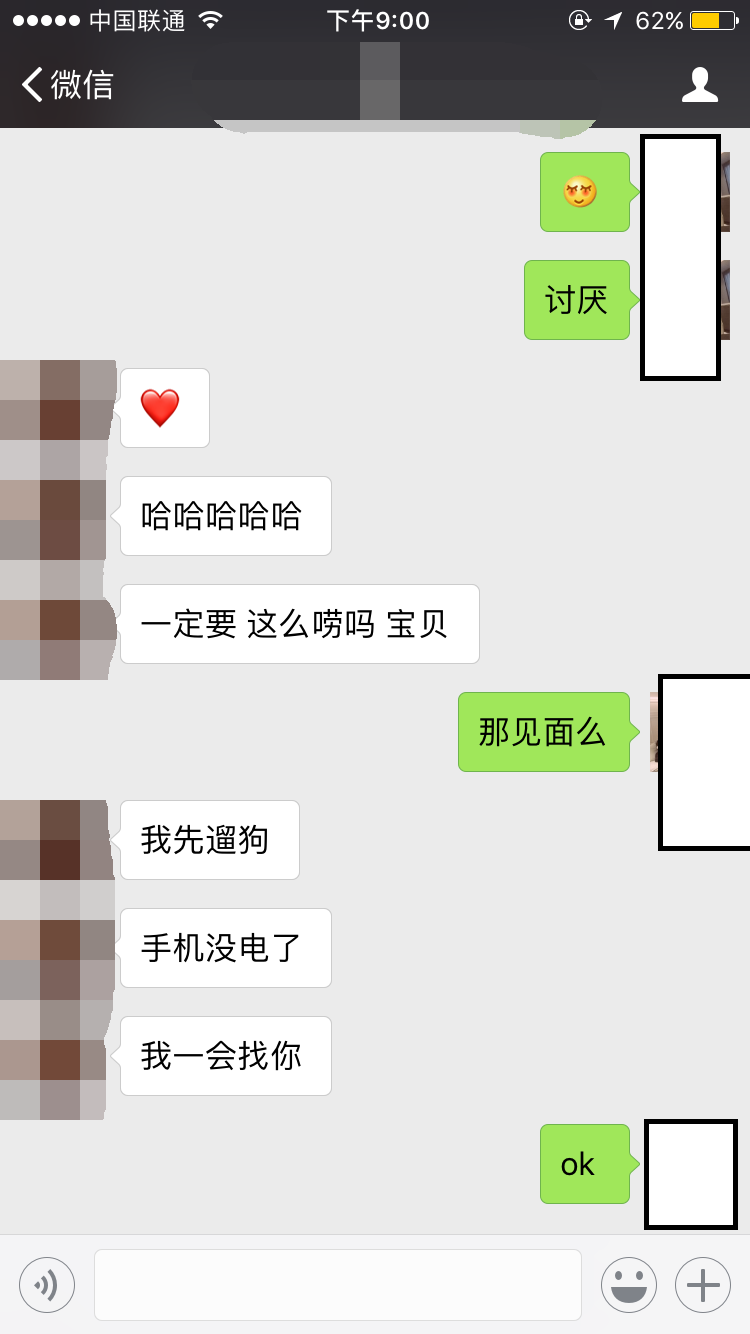 中国联通 下午9:00 62%
微信
讨厌
哈哈哈哈哈
一定要 这么唠吗 宝贝
那见面么
我先遛狗
手机没电了
我一会找你
ok